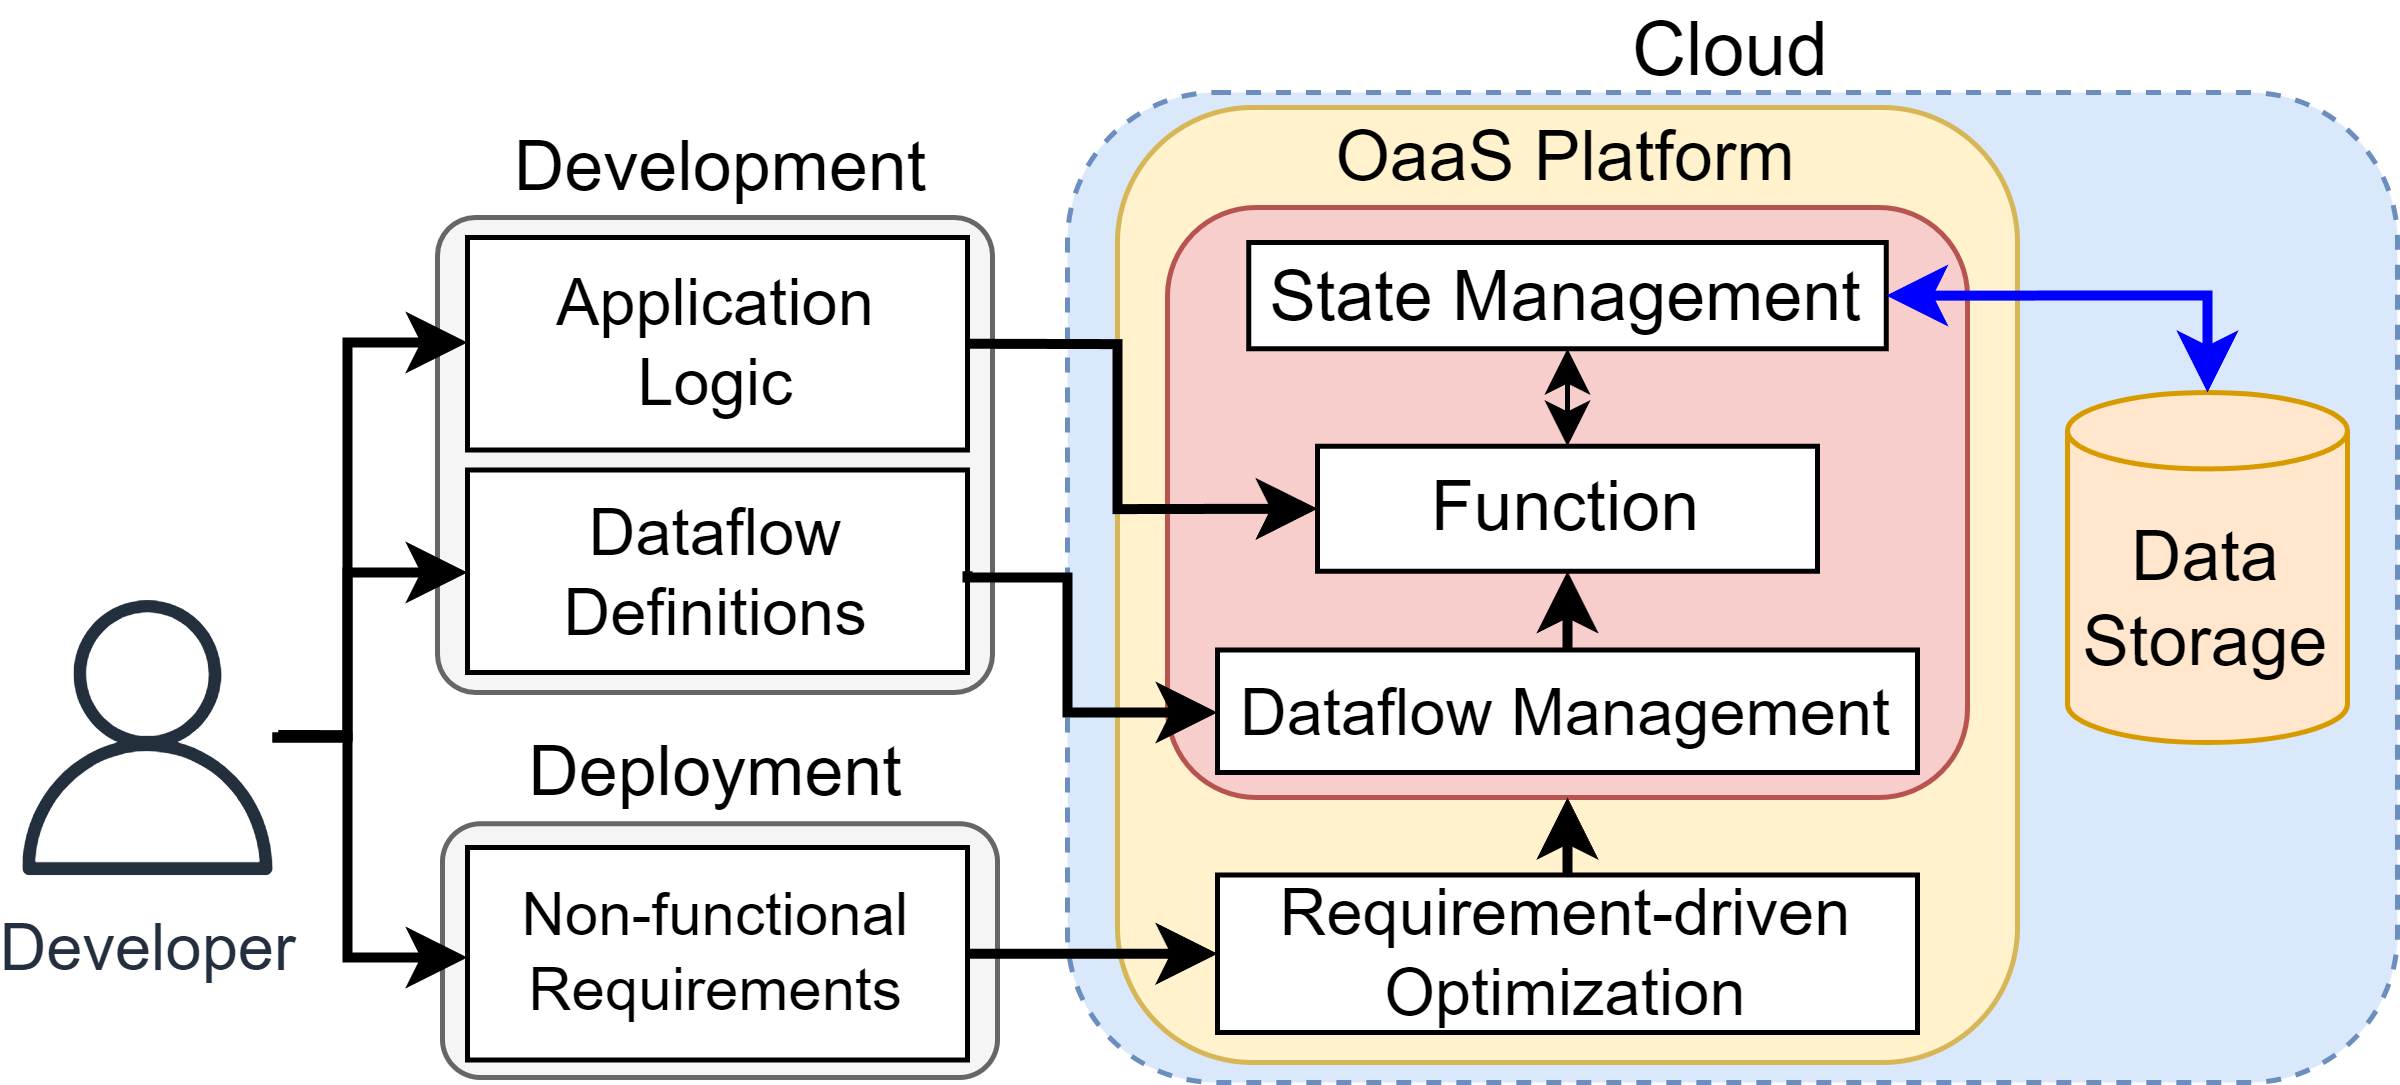 Cloud
OaaS Platform
Development
Application
Logic
Dataflow
Definitions
Developer
Deployment
Non-functional
Requirements
State Management
Function
Dataflow Management
Requirement-driven
Optimization
Data
Storage